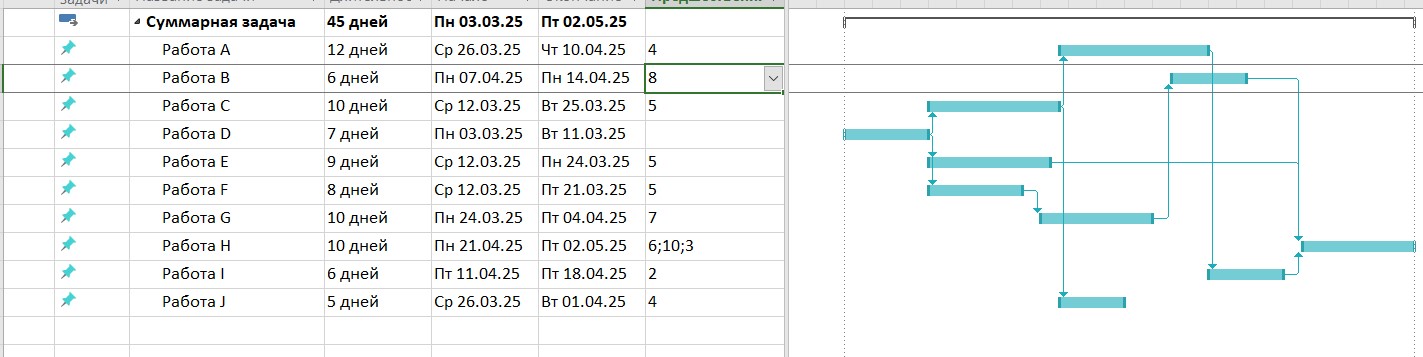 Суммарная задача 45 дней Пн 03.03.25 Пт 02.05.25
Работа A 12 дней Ср 26.03.25 Чт 10.04.25 4
Работа B 6 дней Пн 07.04.25 Пн 14.04.25 8
Работа C 10 дней Ср 12.03.25 Вт 25.03.25 5
Работа D 7 дней Пн 03.03.25 Вт 11.03.25
Работа E 9 дней Ср 12.03.25 Пн 24.03.25 5
Работа F 8 дней Ср 12.03.25 Пт 21.03.25 5
Работа G 10 дней Пн 24.03.25 Пт 04.04.25 7
Работа H 10 дней Пн 21.04.25 Пт 02.05.25 6;10;3
Работа I 6 дней Пт 11.04.25 Пт 18.04.25 2
Работа J 5 дней Ср 26.03.25 Вт 01.04.25 4